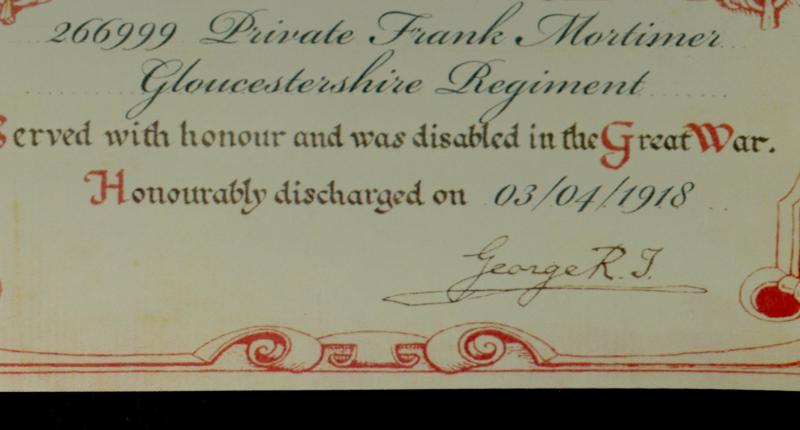 266999 Private Frank Mortimer
Gloucestershire Regiment
Served with honour and was disabled in the Great War.
Honourably discharged on 03/04/1918
George R.I.